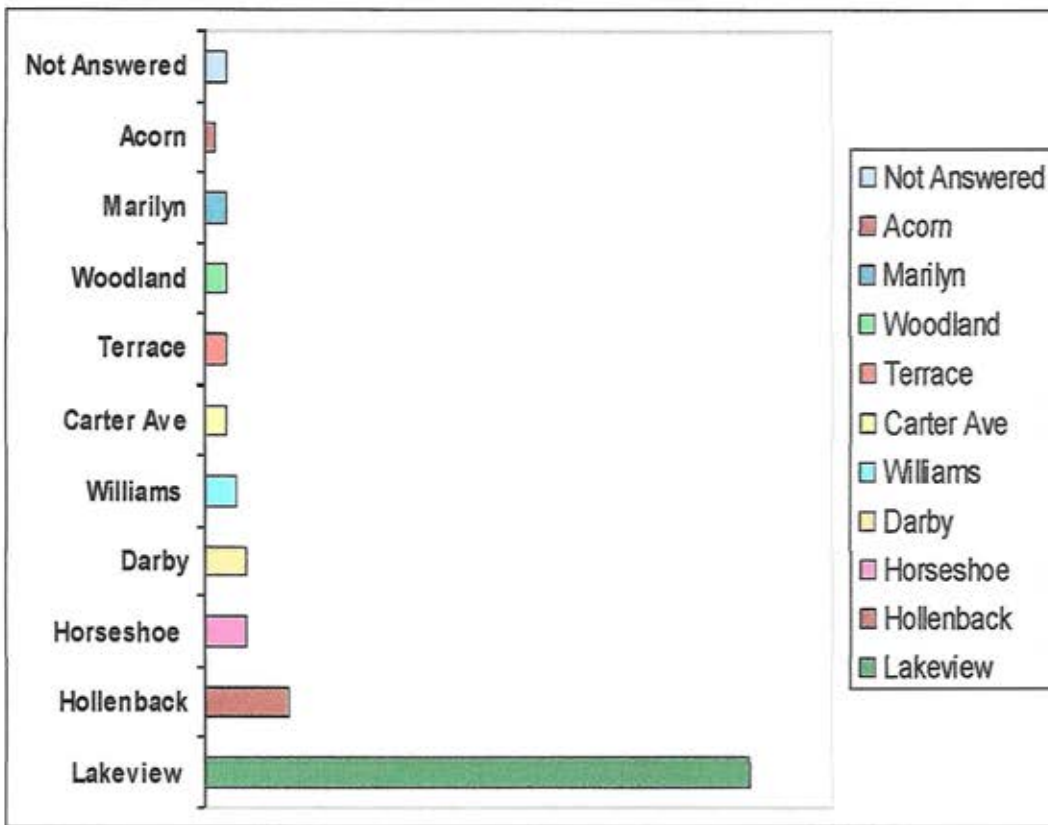 Not Answered
Acorn
Marilyn
Woodland
Terrace
Carter Ave
Williams
Darby
Horseshoe
Hollenback
Lakeview
Not Answered
Acorn
Marilyn
Woodland
Terrace
Carter Ave
Williams
Darby
Horseshoe
Hollenback
Lakeview